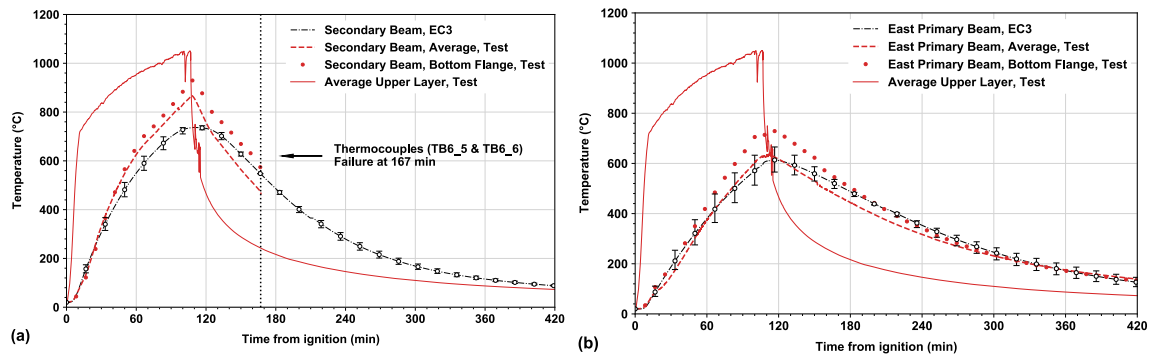 1200
1000
800
600
400
200
0
Temperature (°C)
Secondary Beam, EC3
Secondary Beam, Average, Test
Secondary Beam, Bottom Flange, Test
Average Upper Layer, Test
Thermocouples (TB6_5 & TB6_6)
Failure at 167 min
0 60 120 180 240 300 360 420
Time from ignition (min)
(a)
1200
1000
800
600
400
200
0
Temperature (°C)
East Primary Beam, EC3
East Primary Beam, Average, Test
East Primary Beam, Bottom Flange, Test
Average Upper Layer, Test
0 60 120 180 240 300 360 420
Time from ignition (min)
(b)